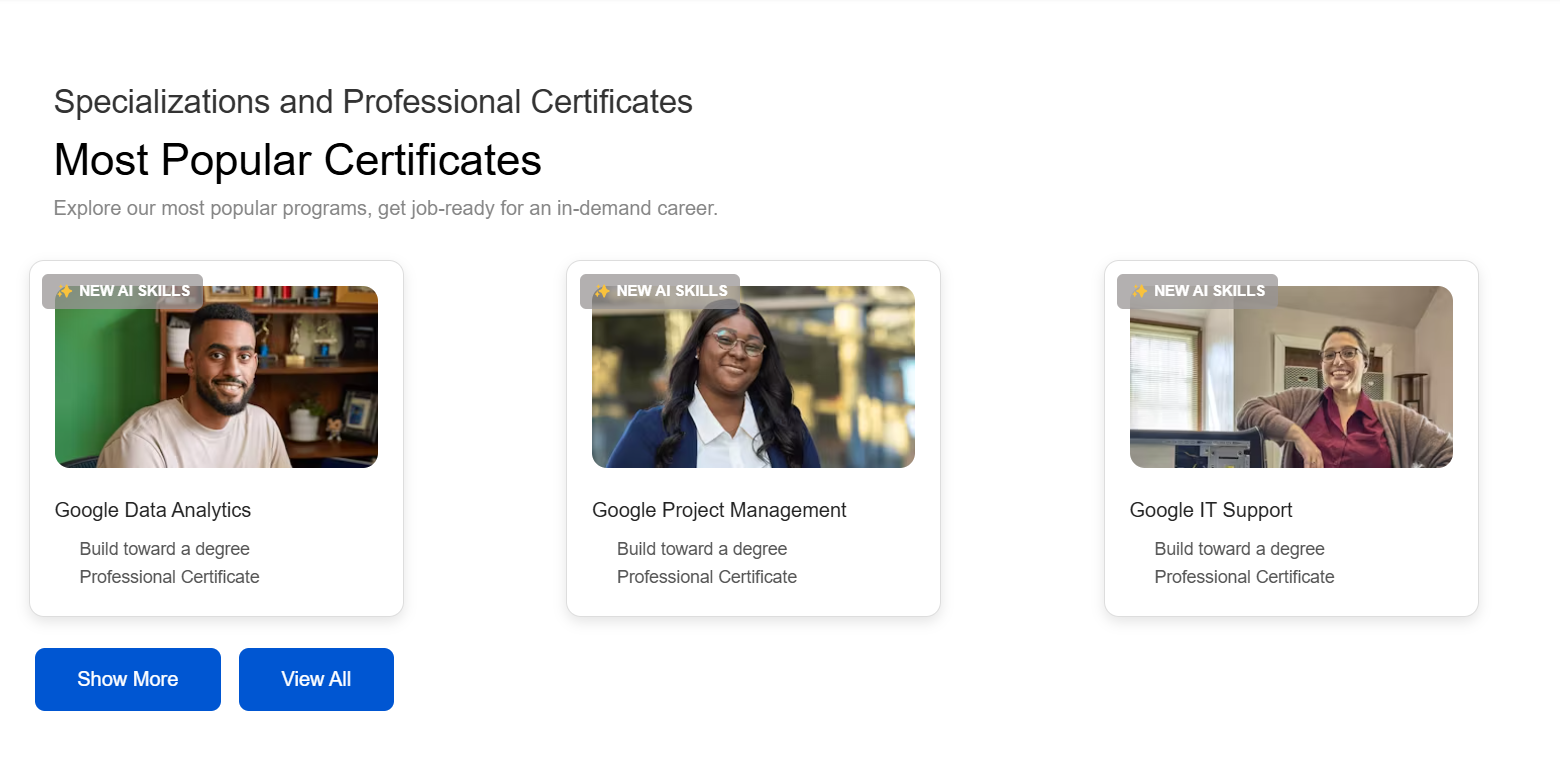 Specializations and Professional Certificates
Most Popular Certificates
Explore our most popular programs, get job-ready for an in-demand career.
✨ NEW AI SKILLS
Google Data Analytics
Build toward a degree
Professional Certificate
✨ NEW AI SKILLS
Google Project Management
Build toward a degree
Professional Certificate
✨ NEW AI SKILLS
Google IT Support
Build toward a degree
Professional Certificate
Show More
View All